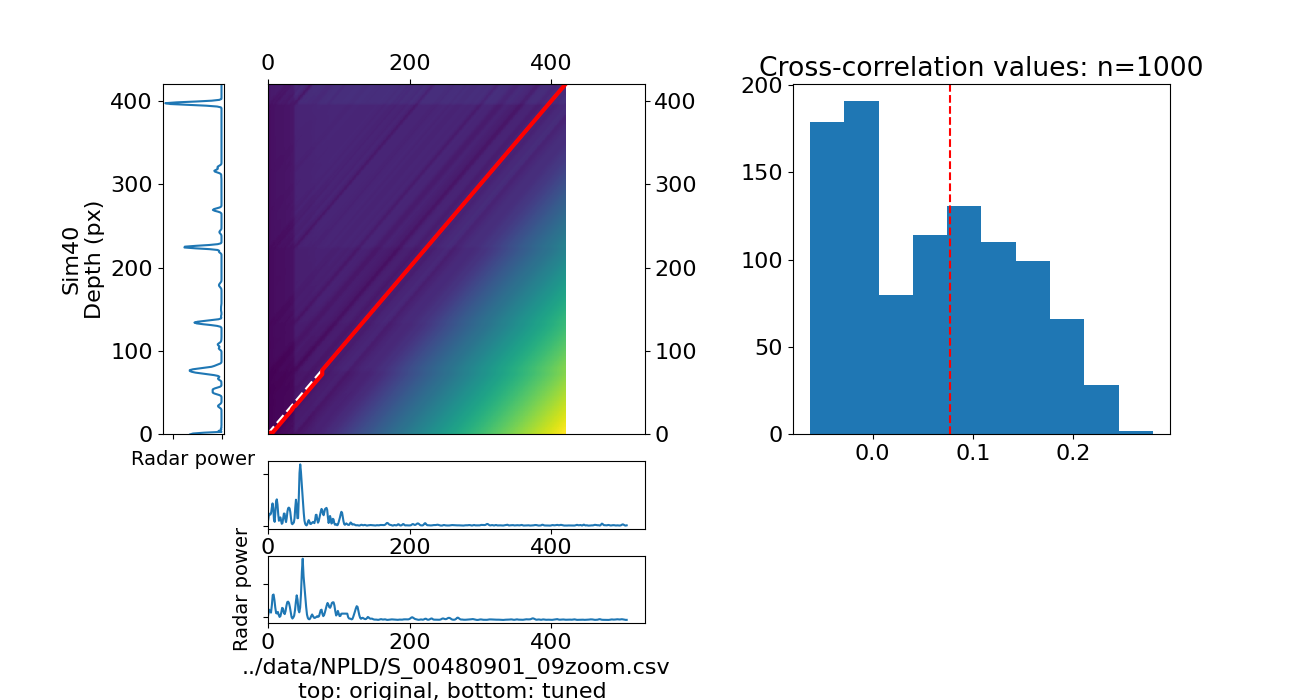 Cross-correlation values: n=1000
0 200 400
400
300
200
100
0
Sim40
Depth (px)
Radar power
400
300
200
100
0
200
150
100
50
0
0.0 0.1 0.2
0 200 400
Radar power
0 200 400
../data/NPLD/S_00480901_09zoom.csv
top: original, bottom: tuned